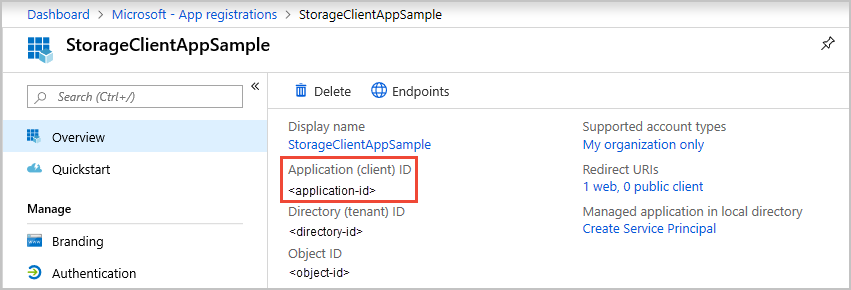 Dashboard > Microsoft - App registrations > StorageClientAppSample
StorageClientAppSample
Search (Ctrl+/)
«
Overview
Quickstart
Manage
Branding
Authentication
Delete
Endpoints
Display name
StorageClientAppSample
Application (client) ID
<application-id>
Directory (tenant) ID
<directory-id>
Object ID
<object-id>
Supported account types
My organization only
Redirect URIs
1 web, 0 public client
Managed application in local directory
Create Service Principal